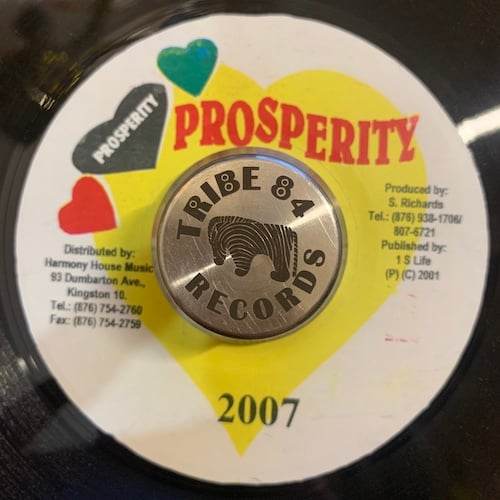 PROSPERITY
PROSPERITY
TRIBE 84
RECORDS
Distributed by:
Harmony House Music
93 Dumbarton Ave.,
Kingston 10.
Tel.: (876) 754-2760
Fax: (876) 754-2759
Produced by:
S. Richards
Tel.: (876) 938-1706/
807-6721
Published by:
1 S Life
(P) (C) 2001
2007